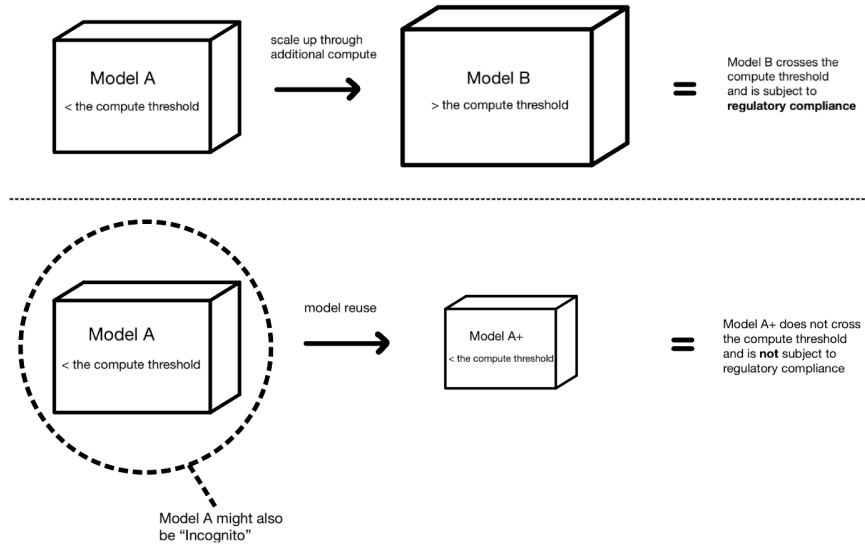 Model A
< the compute threshold
scale up through
additional compute
Model B
> the compute threshold
=
Model B crosses the
compute threshold
and is subject to
regulatory compliance
Model A
< the compute threshold
model reuse
Model A+
< the compute threshold
=
Model A+ does not cross
the compute threshold
and is not subject to
regulatory compliance
Model A might also
be “Incognito”